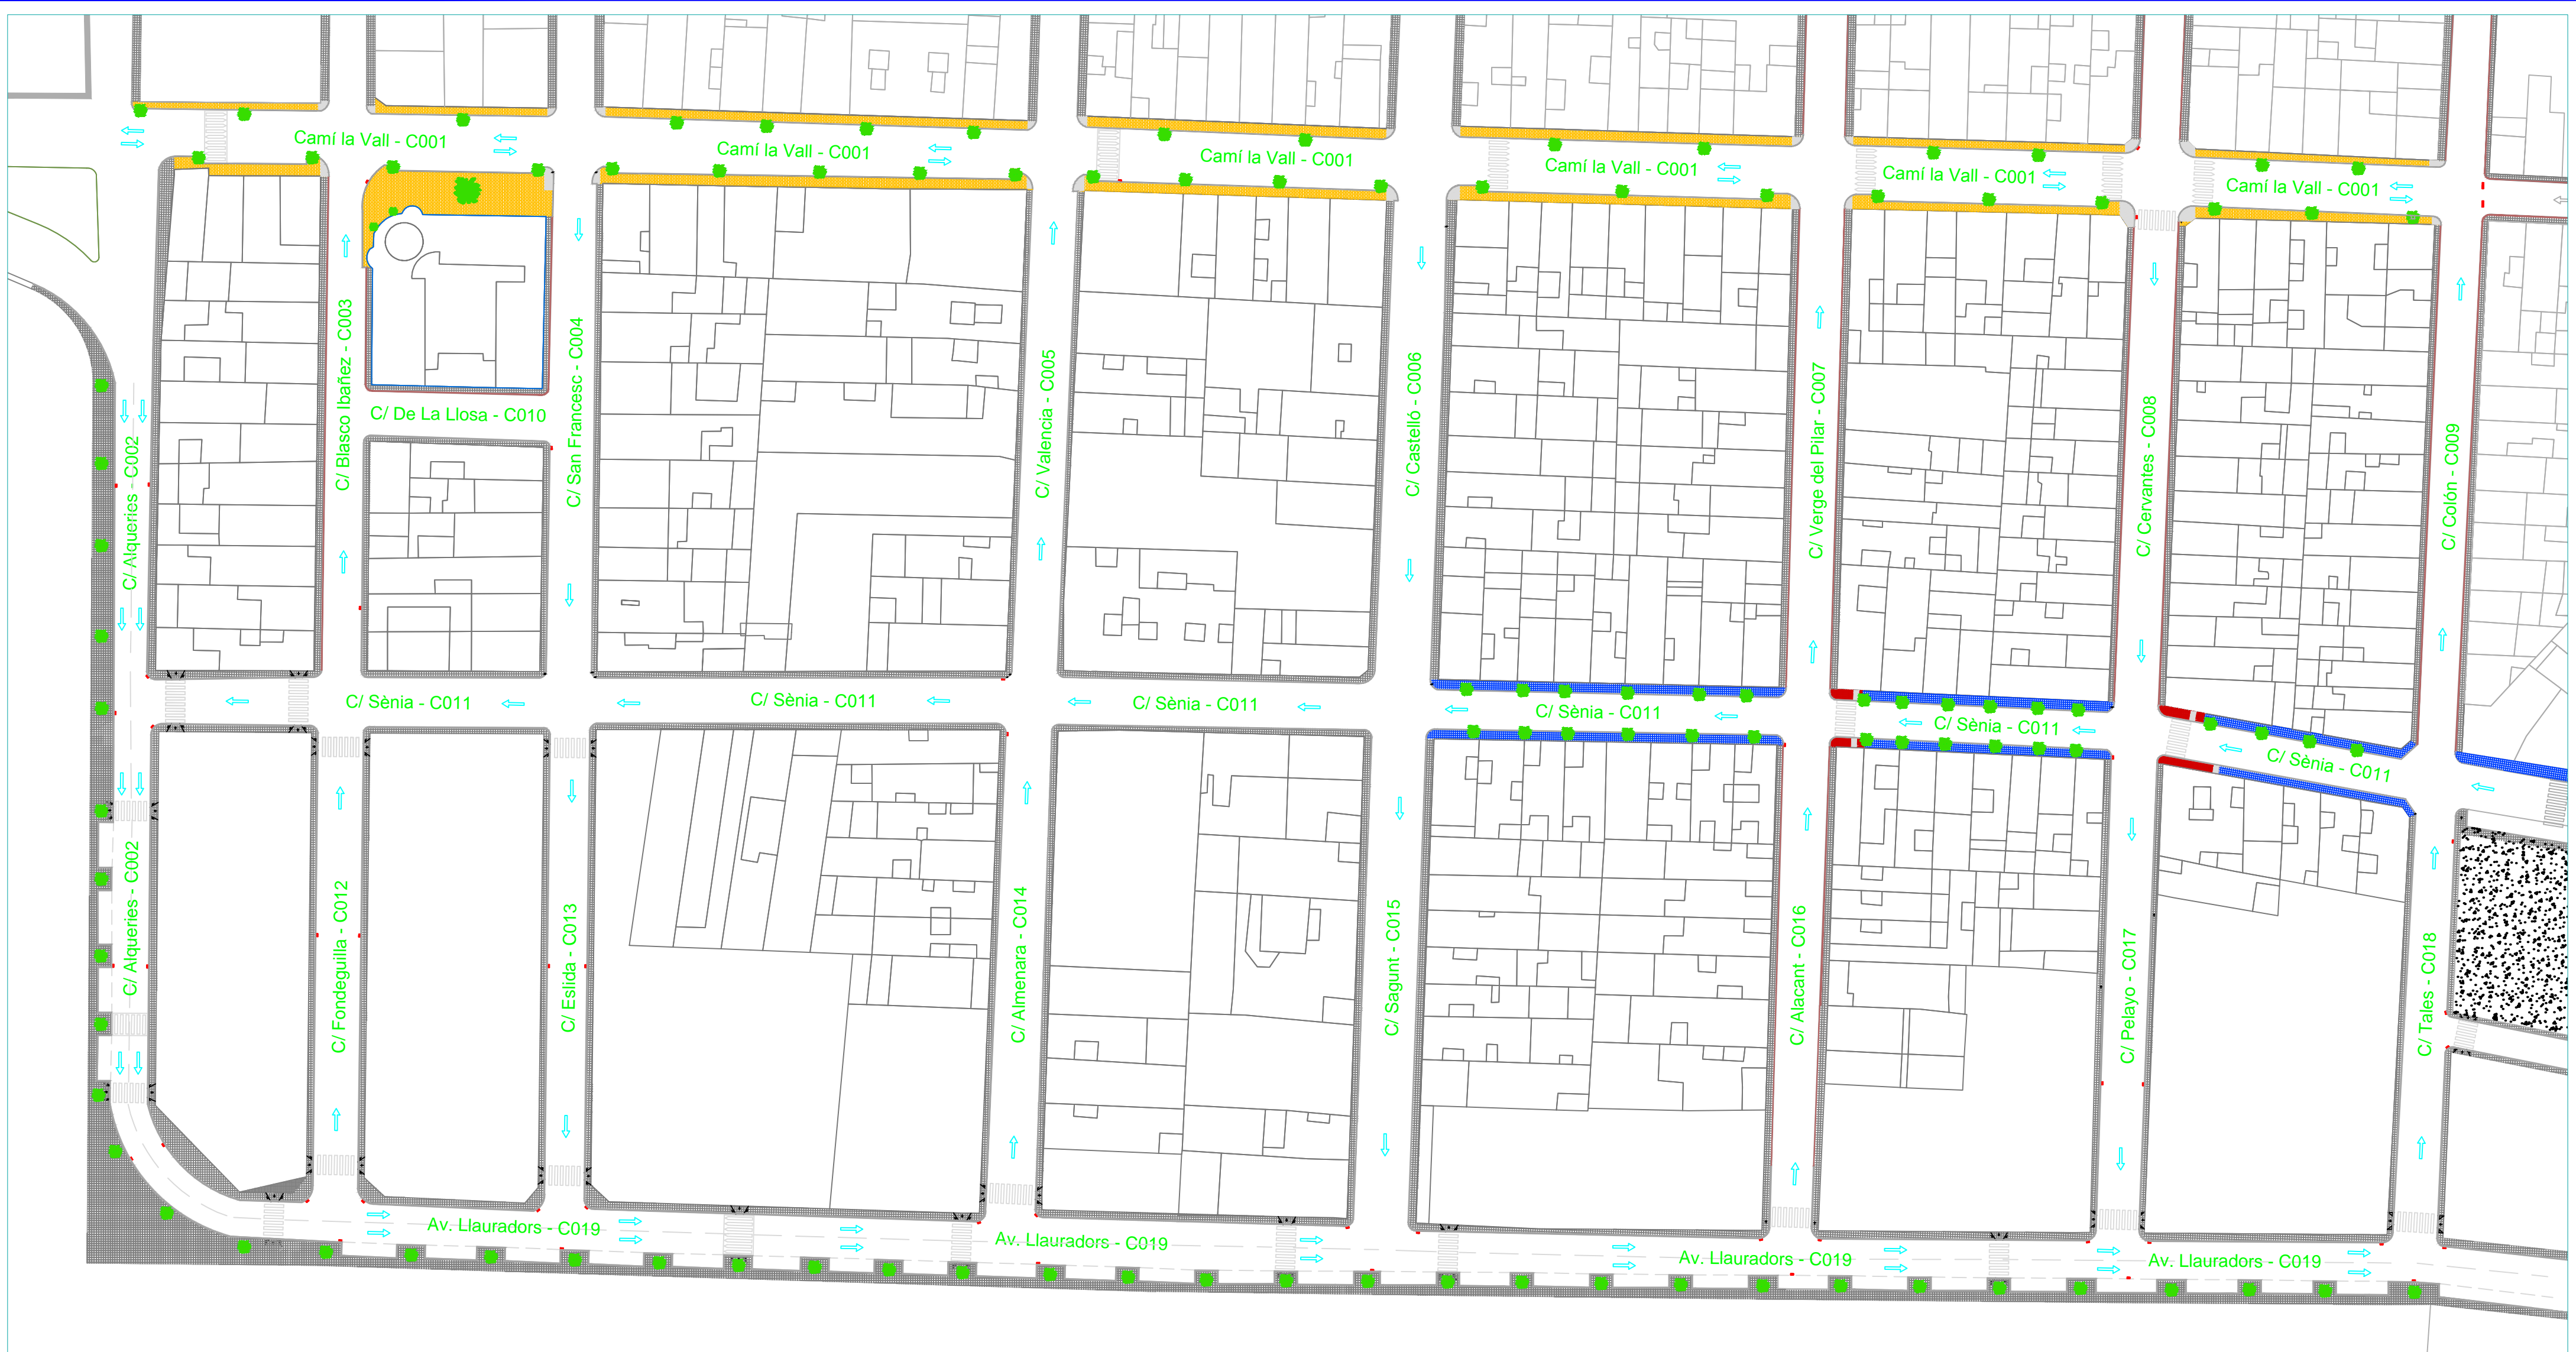 Camí la Vall - C001
Camí la Vall - C001
Camí la Vall - C001
Camí la Vall - C001
Camí la Vall - C001
Camí la Vall - C001
C/ Alqueries - C002
C/ Blasco Ibañez - C003
C/ De La Llosa - C010
C/ San Francesc - C004
C/ Valencia - C005
C/ Castelló - C006
C/ Verge del Pilar - C007
C/ Cervantes - C008
C/ Colón - C009
C/ Sènia - C011
C/ Sènia - C011
C/ Sènia - C011
C/ Sènia - C011
C/ Sènia - C011
C/ Sènia - C011
C/ Alqueries - C002
C/ Fondeguilla - C012
C/ Eslida - C013
C/ Almenara - C014
C/ Sagunt - C015
C/ Alacant - C016
C/ Pelayo - C017
C/ Tales - C018
Av. Llauradors - C019
Av. Llauradors - C019
Av. Llauradors - C019
Av. Llauradors - C019